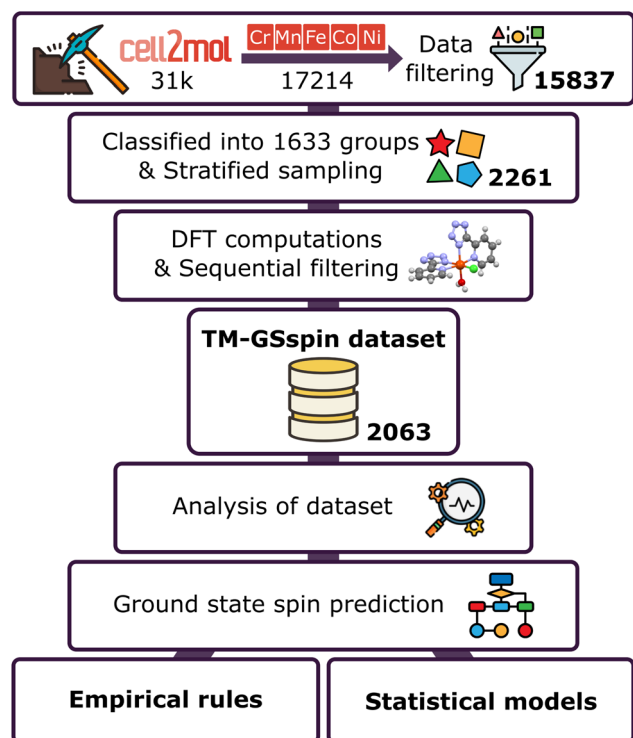 cell2mol
31k
Cr Mn Fe Co Ni
17214
Data
filtering
15837
Classified into 1633 groups
& Stratified sampling
2261
DFT computations
& Sequential filtering
TM-GSspin dataset
2063
Analysis of dataset
Ground state spin prediction
Empirical rules
Statistical models